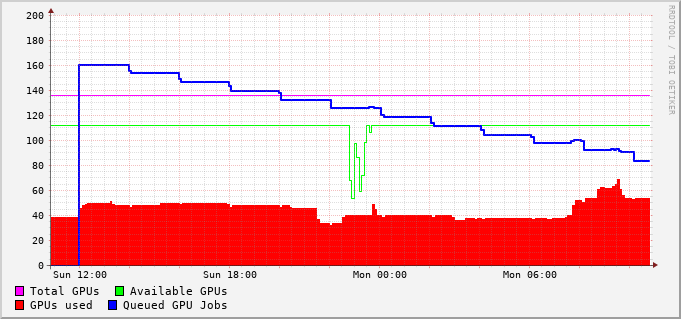 200
180
160
140
120
100
80
60
40
20
0
Sun 12:00 Sun 18:00 Mon 00:00 Mon 06:00
Total GPUs Available GPUs
GPUs used Queued GPU Jobs
RRDTOOL / TOBI OETIKER